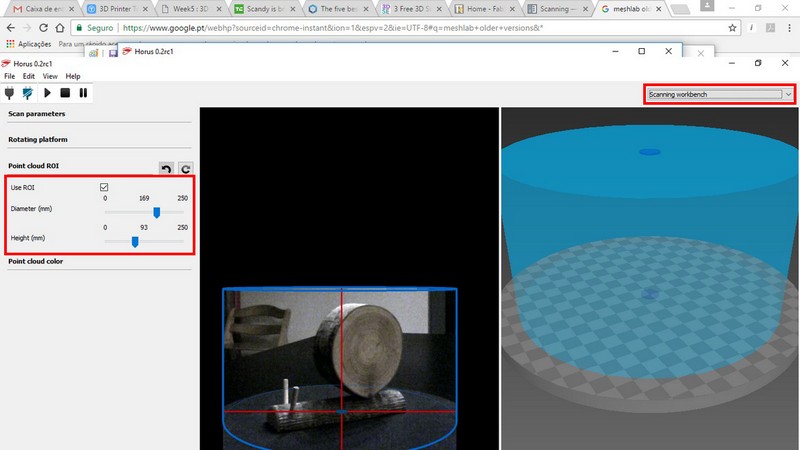 Caixa de em
3D Printer T
Week5 : 3D
Scandy is b
The five be
3 Free 3D S
Home - Fab
Scanning —
meshlab old
Seguro
https://www.google.pt/webhp?sourceid=chrome-instant&ion=1&espv=2&ie=UTF-8#q=meshlab+older+versions&*
Aplicações
Para um rápido ac
Horus 0.2rc1
Horus 0.2rc1
File Edit View Help
Scanning workbench
Scan parameters
Rotating platform
Point cloud ROI
Use ROI
0 169 250
Diameter (mm)
0 93 250
Height (mm)
Point cloud color